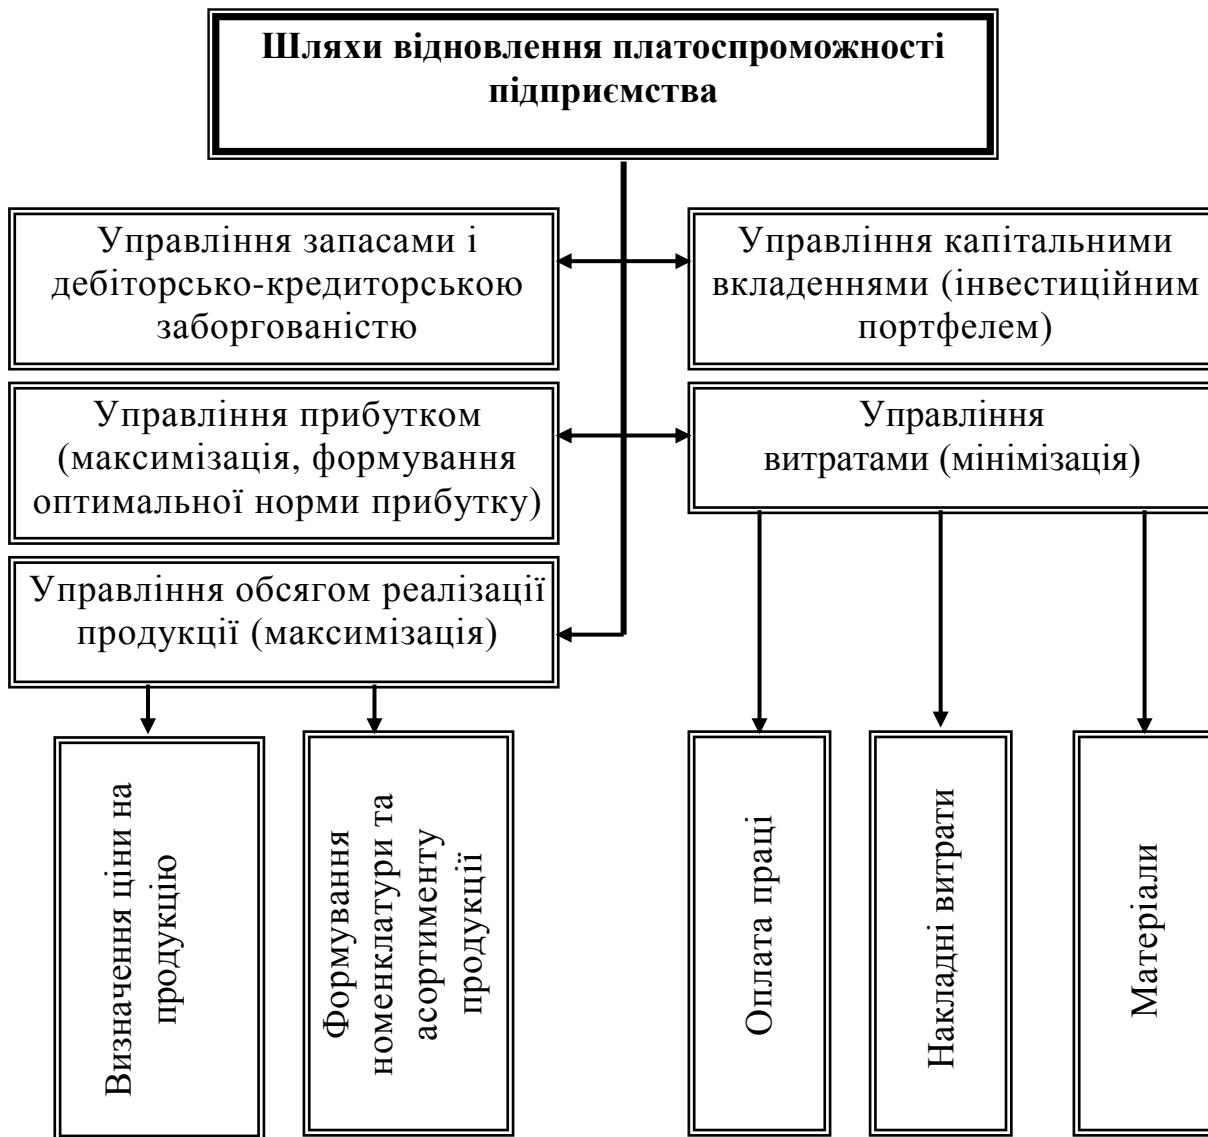 Шляхи відновлення платоспроможності
підприємства
Управління запасами і
дебіторсько-кредиторською
заборгованістю
Управління капітальними
вкладеннями (інвестиційним
портфелем)
Управління прибутком
(максимізація, формування
оптимальної норми прибутку)
Управління
витратами (мінімізація)
Управління обсягом реалізації
продукції (максимізація)
Визначення ціни на
продукцію
Формування
номенклатури та
асортименту
продукції
Оплата праці
Накладні витрати
Матеріали